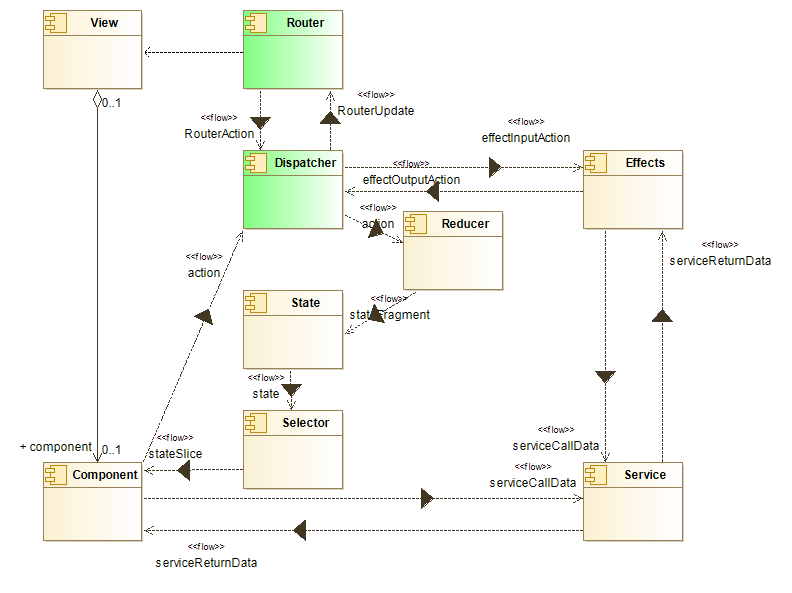 View
Router
0..1
<<flow>>
RouterUpdate
<<flow>>
RouterAction
<<flow>>
effectInputAction
Dispatcher
<<flow>>
effectOutputAction
Effects
<<flow>>
action
Reducer
<<flow>>
serviceReturnData
<<flow>>
action
State
<<flow>>
stateFragment
<<flow>>
state
Selector
<<flow>>
stateSlice
<<flow>>
serviceCallData
+ component
0..1
<<flow>>
serviceCallData
Component
Service
<<flow>>
serviceReturnData